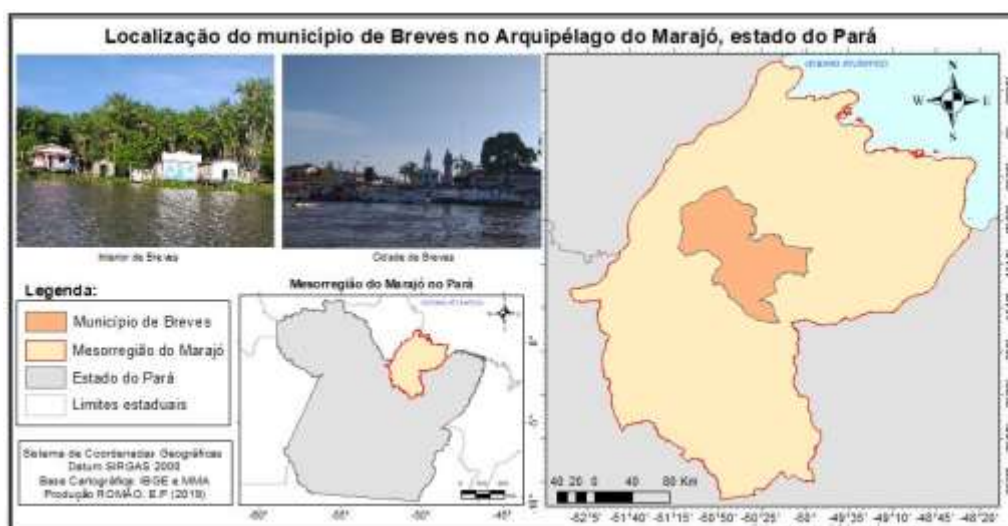 Localização do município de Breves no Arquipélago do Marajó, estado do Pará
Interior de Breves
Cidade de Breves
Legenda:
Município de Breves
Mesorregião do Marajó
Estado do Pará
Limites estaduais
Sistema de Coordenadas Geográficas
Datum SIRGAS 2000
Base Cartográfica: IBGE e MMA
Produção ROMÃO, E.P (2019)
Mesorregião do Marajó no Pará
N
W E
S
40 20 0 40 80 Km
-52°5' -51°40' -51°15' -50°50' -50°25' -50° -49°35' -49°10' -48°45' -48°20'